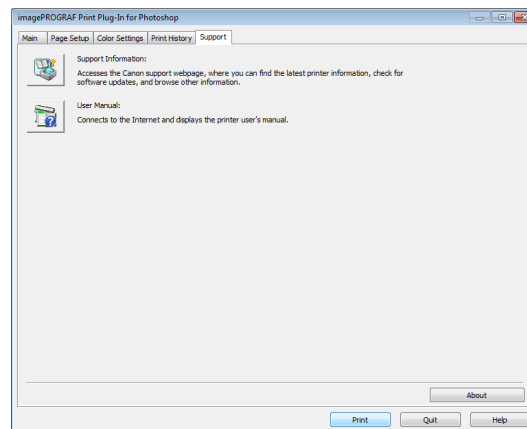 imagePROGRAF Print Plug-In for Photoshop
Main Page Setup Color Settings Print History Support
Support Information:
Accesses the Canon support webpage, where you can find the latest printer information, check for
software updates, and browse other information.
User Manual:
Connects to the Internet and displays the printer user's manual.
About
Print Quit Help